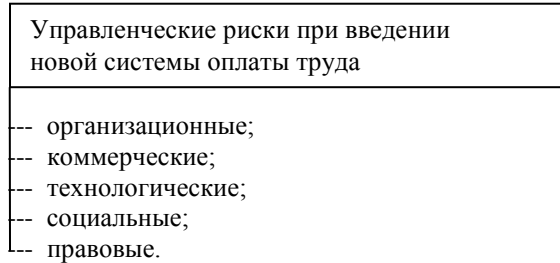 Управленческие риски при введении
новой системы оплаты труда
--- организационные;
--- коммерческие;
--- технологические;
--- социальные;
--- правовые.